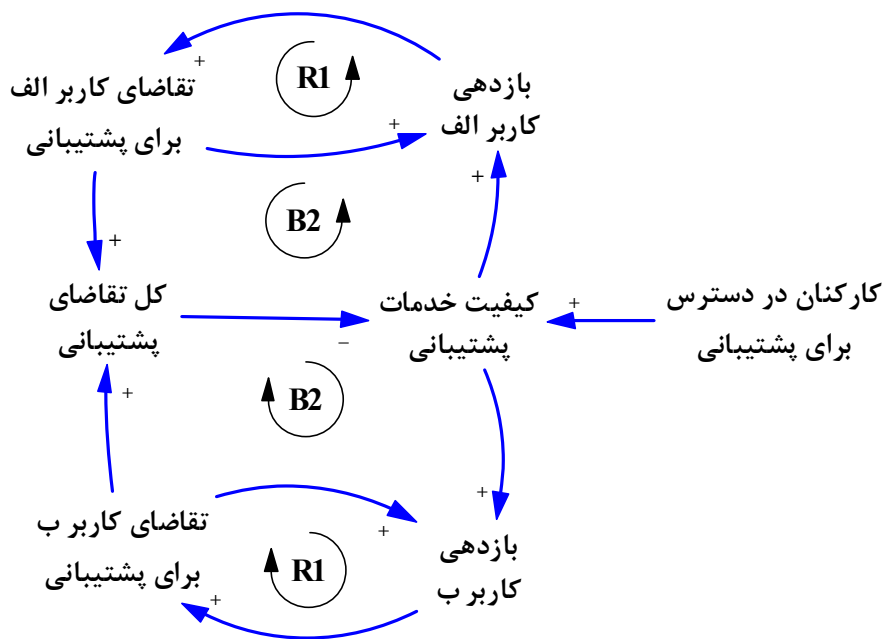 R1
تقاضای کاربر الف
برای پشتیبانی
بازدهی
کاربر الف
+
+
+
+
B2
کل تقاضای
پشتیبانی
کیفیت خدمات
پشتیبانی
کارکنان در دسترس
برای پشتیبانی
+
–
+
B2
تقاضای کاربر ب
برای پشتیبانی
بازدهی
کاربر ب
+
+
+
R1